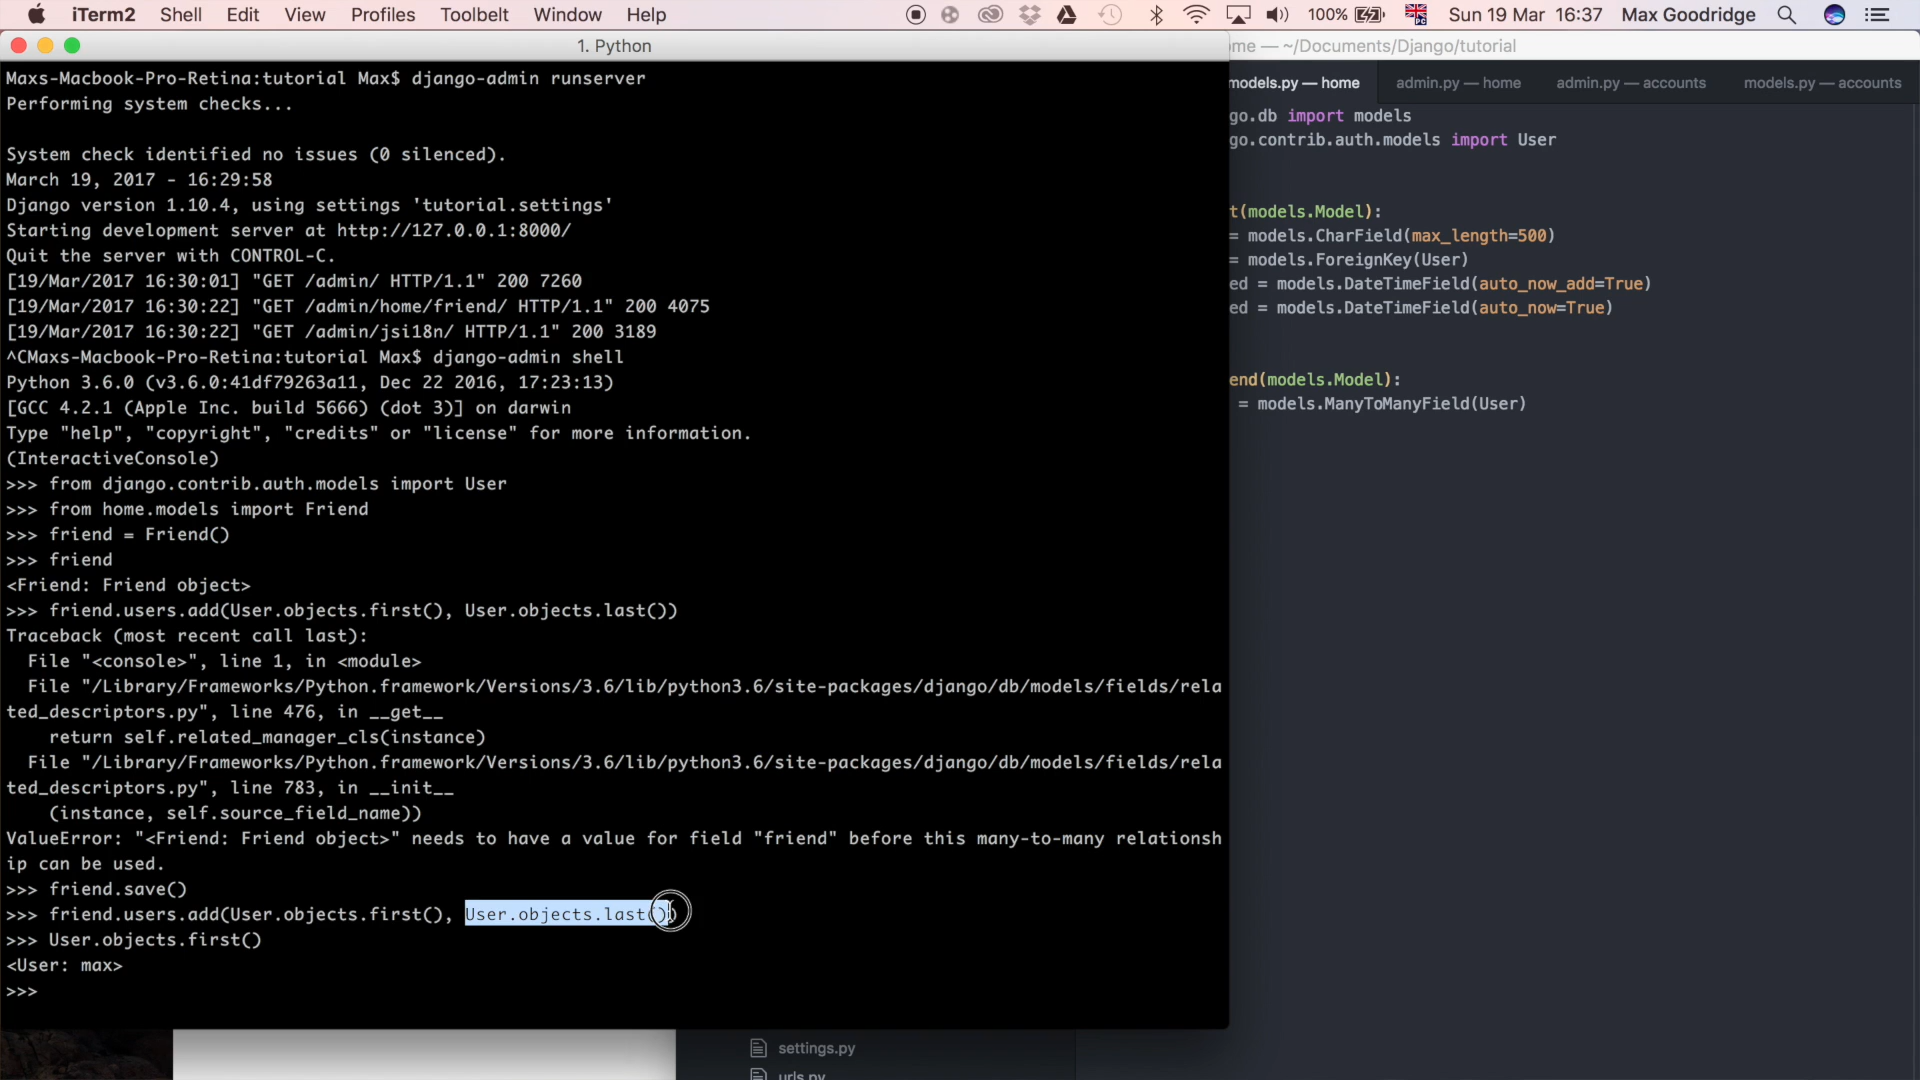 iTerm2 Shell Edit View Profiles Toolbelt Window Help 100% Sun 19 Mar 16:37 Max Goodridge
1. Python
me — ~/Documents/Django/tutorial
Maxs-Macbook-Pro-Retina:tutorial Max$ django-admin runserver
Performing system checks...
System check identified no issues (0 silenced).
March 19, 2017 - 16:29:58
Django version 1.10.4, using settings 'tutorial.settings'
Starting development server at http://127.0.0.1:8000/
Quit the server with CONTROL-C.
[19/Mar/2017 16:30:01] "GET /admin/ HTTP/1.1" 200 7260
[19/Mar/2017 16:30:22] "GET /admin/home/friend/ HTTP/1.1" 200 4075
[19/Mar/2017 16:30:22] "GET /admin/jsi18n/ HTTP/1.1" 200 3189
^CMaxs-Macbook-Pro-Retina:tutorial Max$ django-admin shell
Python 3.6.0 (v3.6.0:41df79263a11, Dec 22 2016, 17:23:13)
[GCC 4.2.1 (Apple Inc. build 5666) (dot 3)] on darwin
Type "help", "copyright", "credits" or "license" for more information.
(InteractiveConsole)
>>> from django.contrib.auth.models import User
>>> from home.models import Friend
>>> friend = Friend()
>>> friend
<Friend: Friend object>
>>> friend.users.add(User.objects.first(), User.objects.last())
Traceback (most recent call last):
File "<console>", line 1, in <module>
File "/Library/Frameworks/Python.framework/Versions/3.6/lib/python3.6/site-packages/django/db/models/fields/rela
ted_descriptors.py", line 476, in __get__
return self.related_manager_cls(instance)
File "/Library/Frameworks/Python.framework/Versions/3.6/lib/python3.6/site-packages/django/db/models/fields/rela
ted_descriptors.py", line 783, in __init__
(instance, self.source_field_name))
ValueError: "<Friend: Friend object>" needs to have a value for field "friend" before this many-to-many relationsh
ip can be used.
>>> friend.save()
>>> friend.users.add(User.objects.first(), User.objects.last())
>>> User.objects.first()
<User: max>
>>>
models.py — home admin.py — home admin.py — accounts models.py — accounts
go.db import models
go.contrib.auth.models import User
t(models.Model):
= models.CharField(max_length=500)
= models.ForeignKey(User)
ed = models.DateTimeField(auto_now_add=True)
ed = models.DateTimeField(auto_now=True)
end(models.Model):
= models.ManyToManyField(User)
settings.py
urls.py